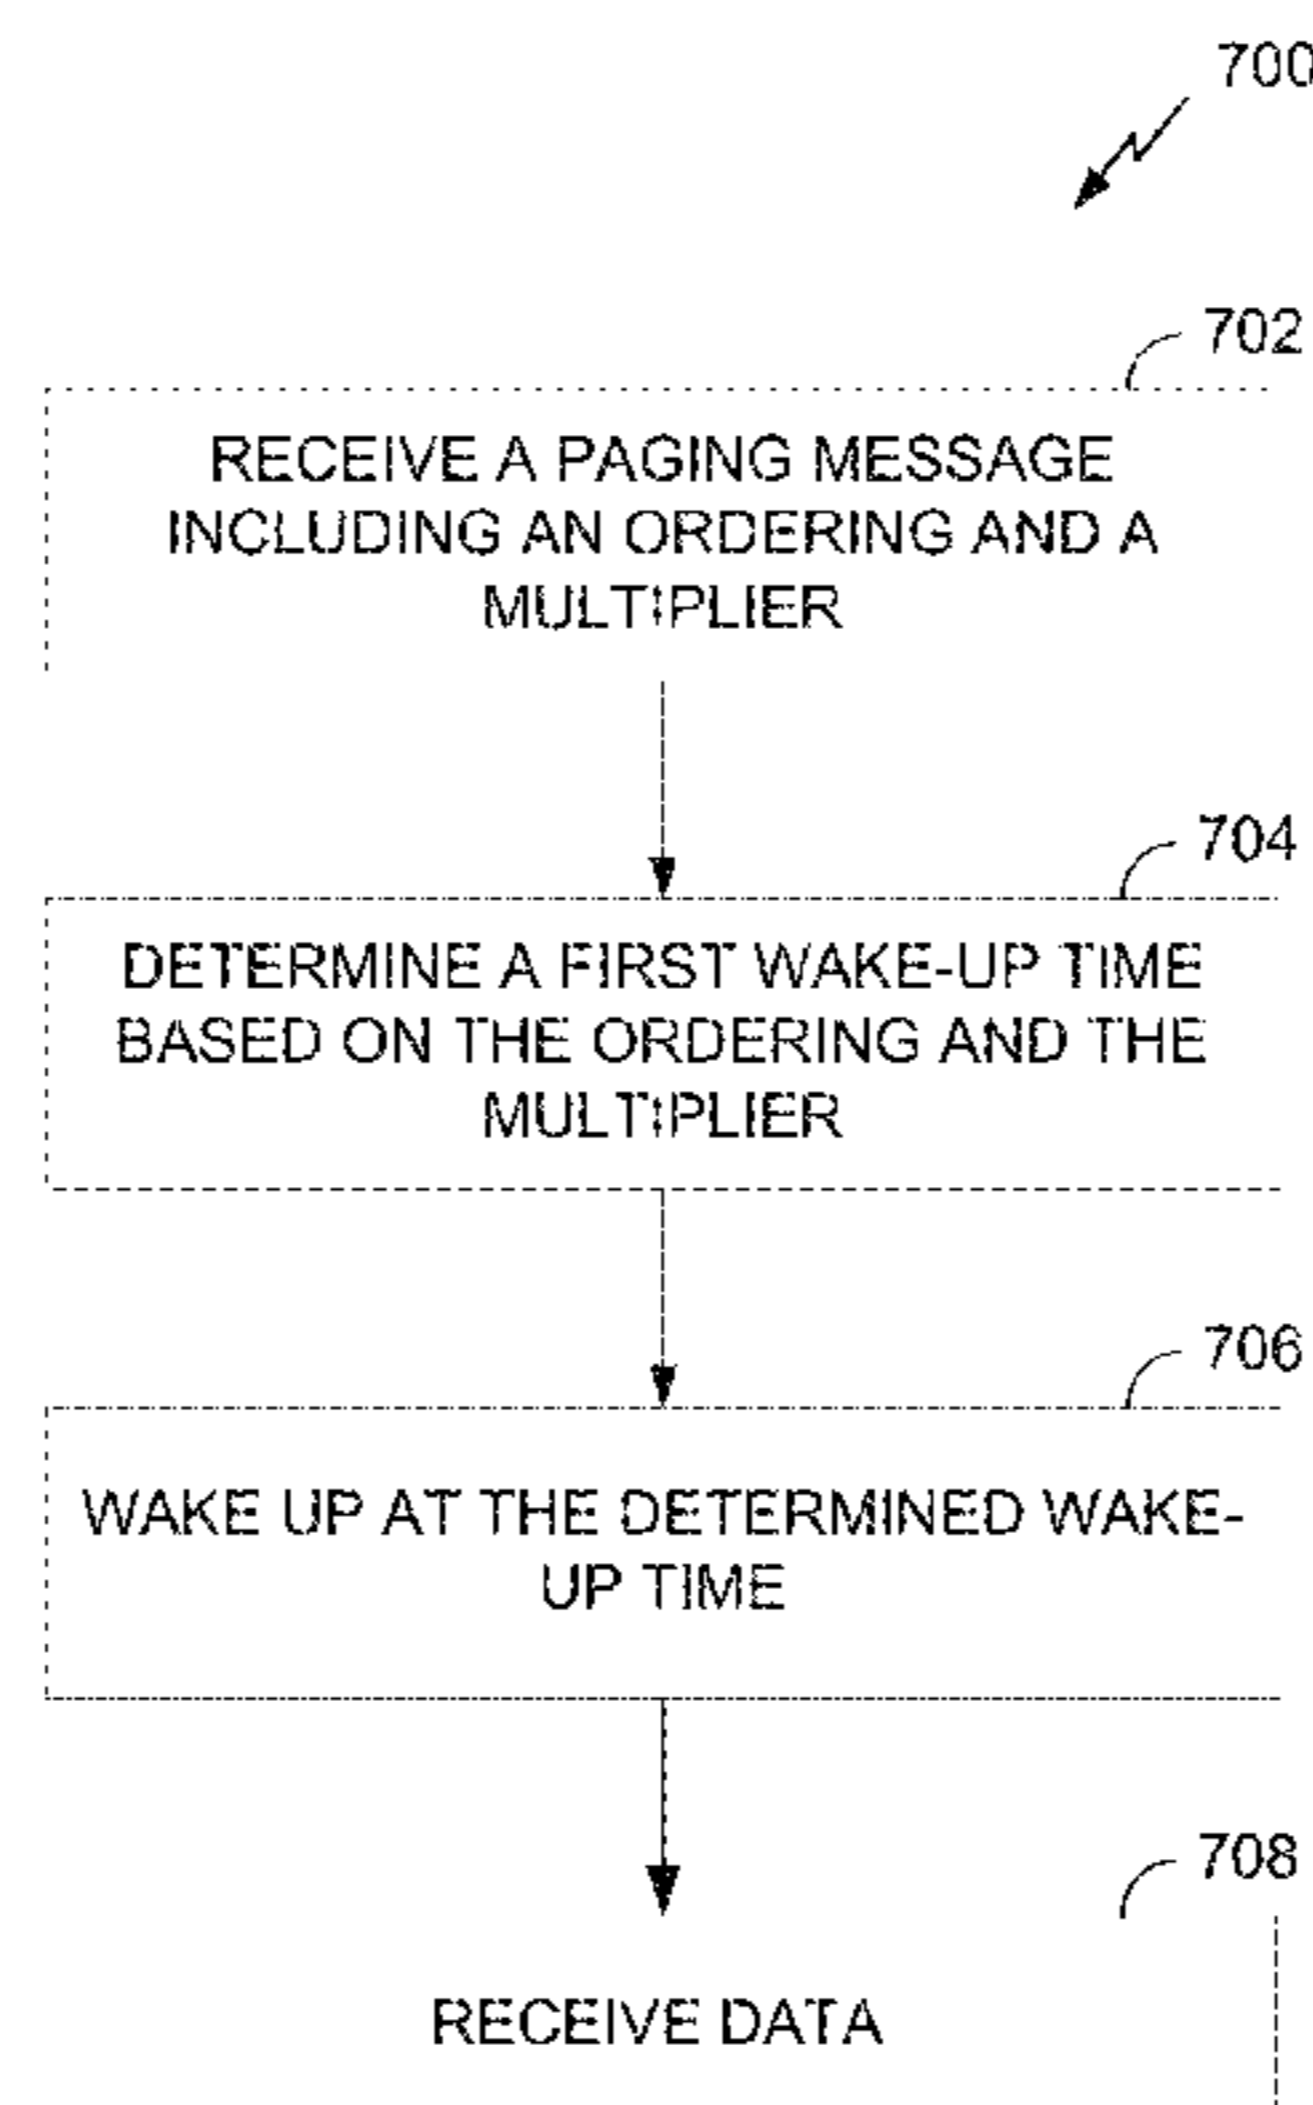 700
702
RECEIVE A PAGING MESSAGE
INCLUDING AN ORDERING AND A
MULTIPLIER
704
DETERMINE A FIRST WAKE-UP TIME
BASED ON THE ORDERING AND THE
MULTIPLIER
706
WAKE UP AT THE DETERMINED WAKE-
UP TIME
708
RECEIVE DATA